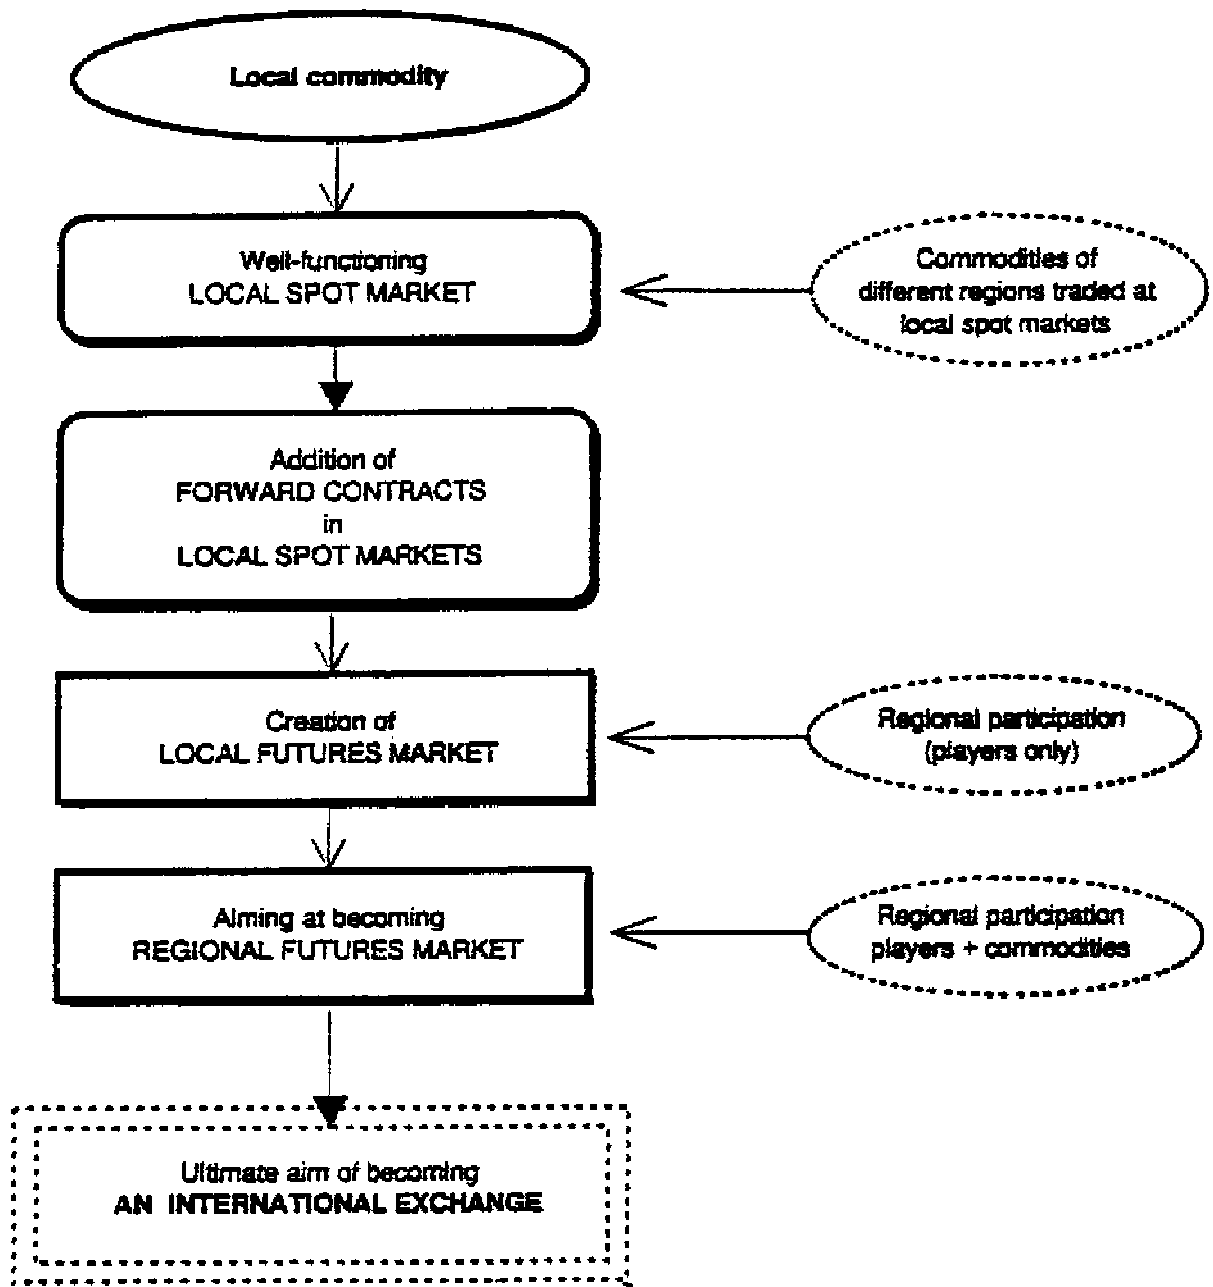 Local commodity
Well-functioning
LOCAL SPOT MARKET
Commodities of
different regions traded at
local spot markets
Addition of
FORWARD CONTRACTS
in
LOCAL SPOT MARKETS
Creation of
LOCAL FUTURES MARKET
Regional participation
(players only)
Aiming at becoming
REGIONAL FUTURES MARKET
Regional participation
players + commodities
Ultimate aim of becoming
AN INTERNATIONAL EXCHANGE